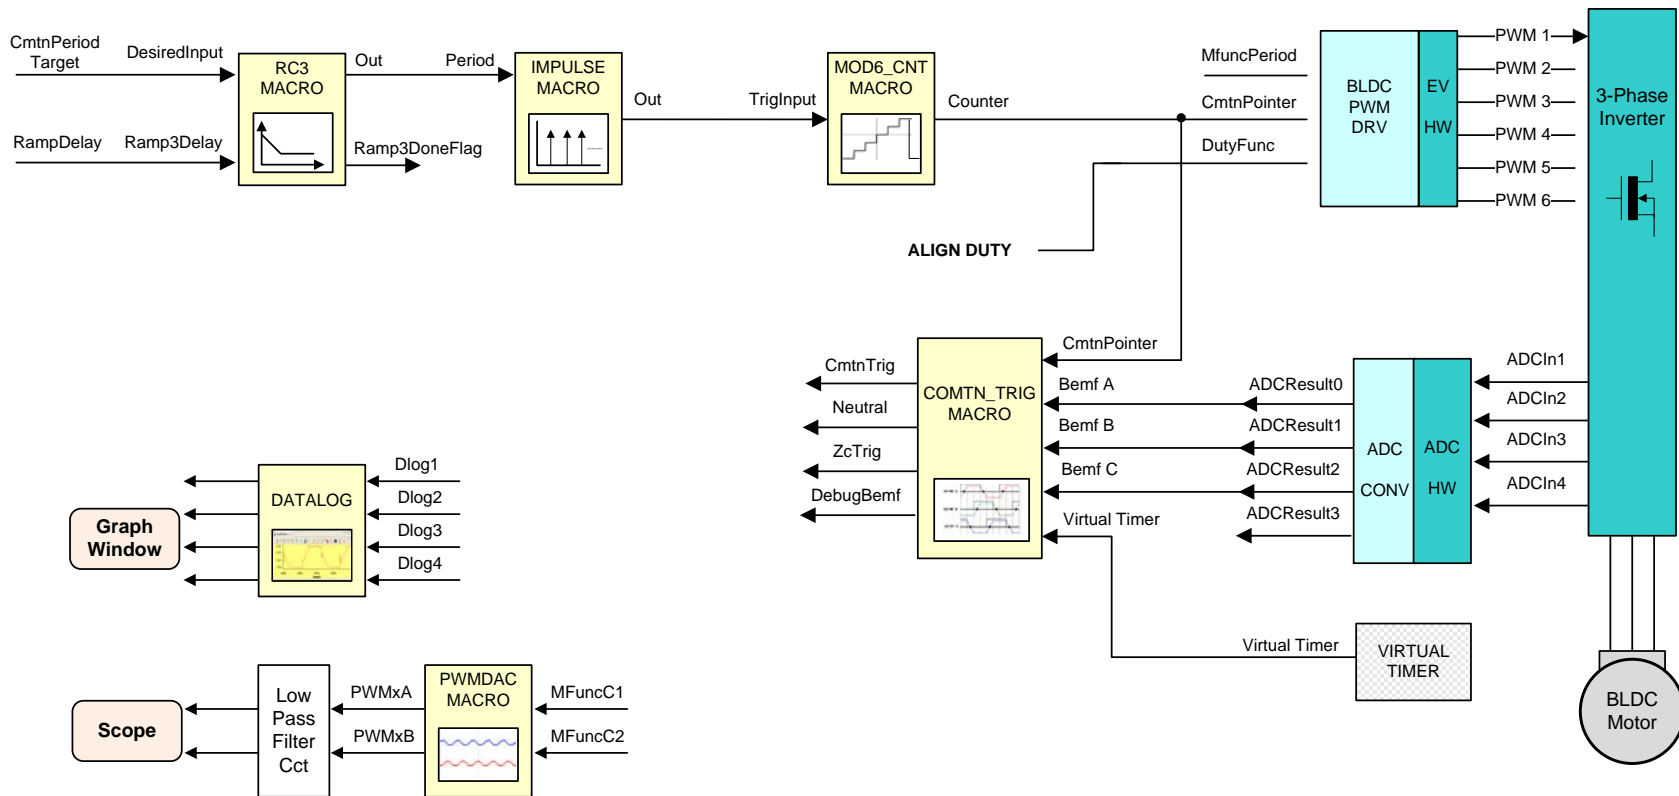 CmtnPeriod
Target
DesiredInput
RampDelay
Ramp3Delay
RC3
MACRO
Out
Period
Ramp3DoneFlag
IMPULSE
MACRO
Out
TrigInput
MOD6_CNT
MACRO
Counter
MfuncPeriod
CmtnPointer
DutyFunc
ALIGN DUTY
BLDC
PWM
DRV
EV
HW
PWM 1
PWM 2
PWM 3
PWM 4
PWM 5
PWM 6
3-Phase
Inverter
CmtnTrig
Neutral
ZcTrig
DebugBemf
COMTN_TRIG
MACRO
CmtnPointer
Bemf A
Bemf B
Bemf C
Virtual Timer
ADCResult0
ADCResult1
ADCResult2
ADCResult3
ADC
CONV
ADC
HW
ADCIn1
ADCIn2
ADCIn3
ADCIn4
Graph
Window
DATALOG
Dlog1
Dlog2
Dlog3
Dlog4
Virtual Timer
VIRTUAL
TIMER
BLDC
Motor
Scope
Low
Pass
Filter
Cct
PWMxA
PWMxB
PWMDAC
MACRO
MFuncC1
MFuncC2